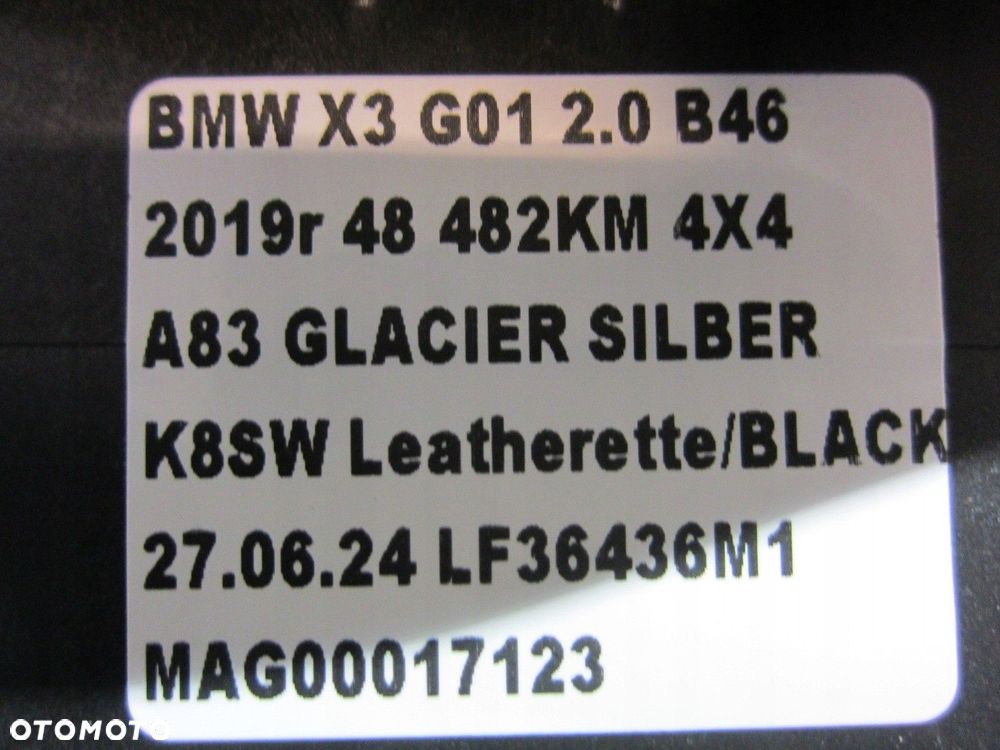 BMW X3 G01 2.0 B46
2019r 48 482KM 4X4
A83 GLACIER SILBER
K8SW Leatherette/BLACK
27.06.24 LF36436M1
MAG00017123
OTOMOTO